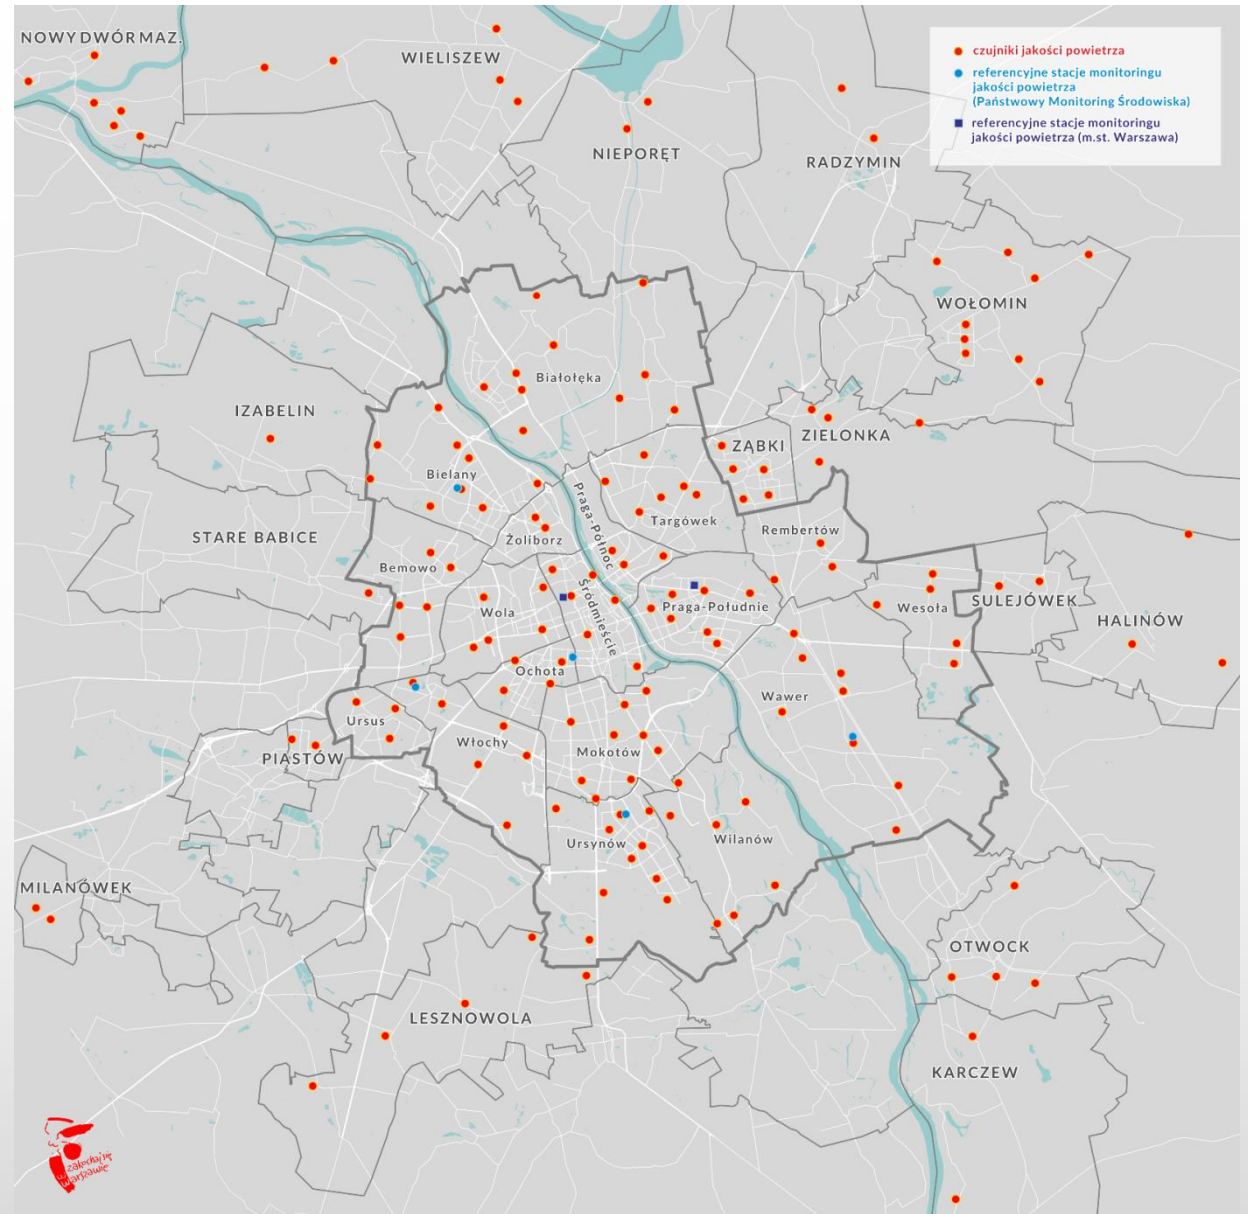 NOWY DWÓR MAZ.
WIELISZEW
czujniki jakości powietrza
referencyjne stacje monitoringu
jakości powietrza
(Państwowy Monitoring Środowiska)
referencyjne stacje monitoringu
jakości powietrza (m.st. Warszawa)
NIEPORĘT
RADZYMIN
WOŁOMIN
Białołęka
IZABELIN
ZIELONKA
ZĄBKI
Bielany
Praga-Północ
Targówek
Rembertów
STARE BABICE
Żoliborz
Bemowo
Śródmieście
Wola
Praga-Południe
Wesoła
SULEJÓWEK
HALINÓW
Ochota
Wawer
Ursus
Włochy
Mokotów
PIASTÓW
Ursynów
Wilanów
MILANÓWEK
OTWOCK
LESZNOWOLA
KARCZEW
zakochaj się
w Warszawie